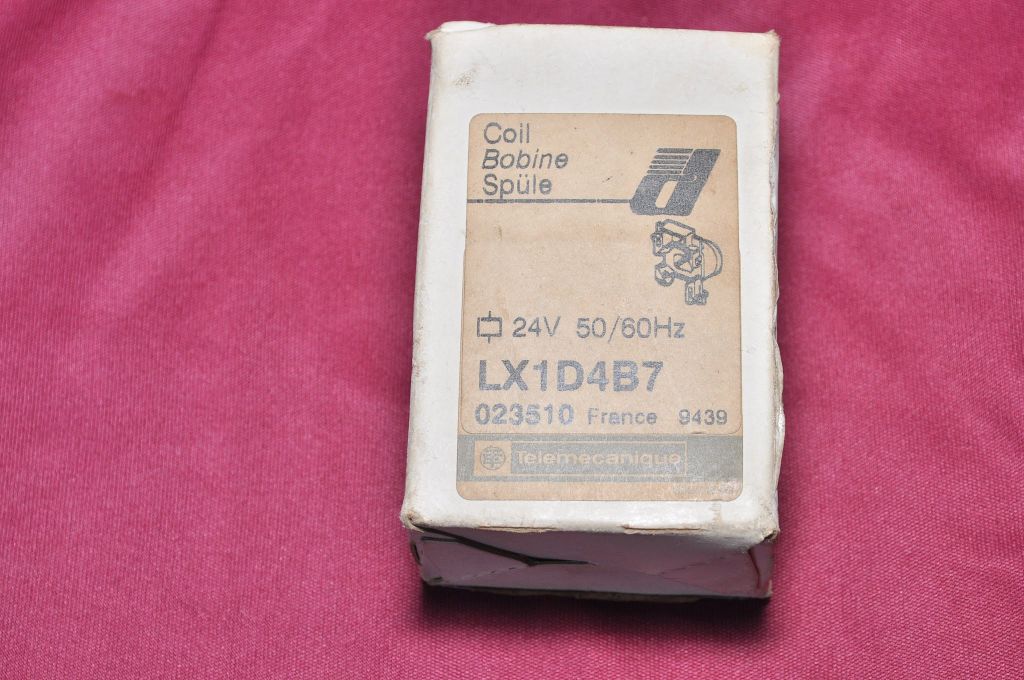 Coil
Bobine
Spüle
24V 50/60Hz
LX1D4B7
023510 France 9439
Telemecanique